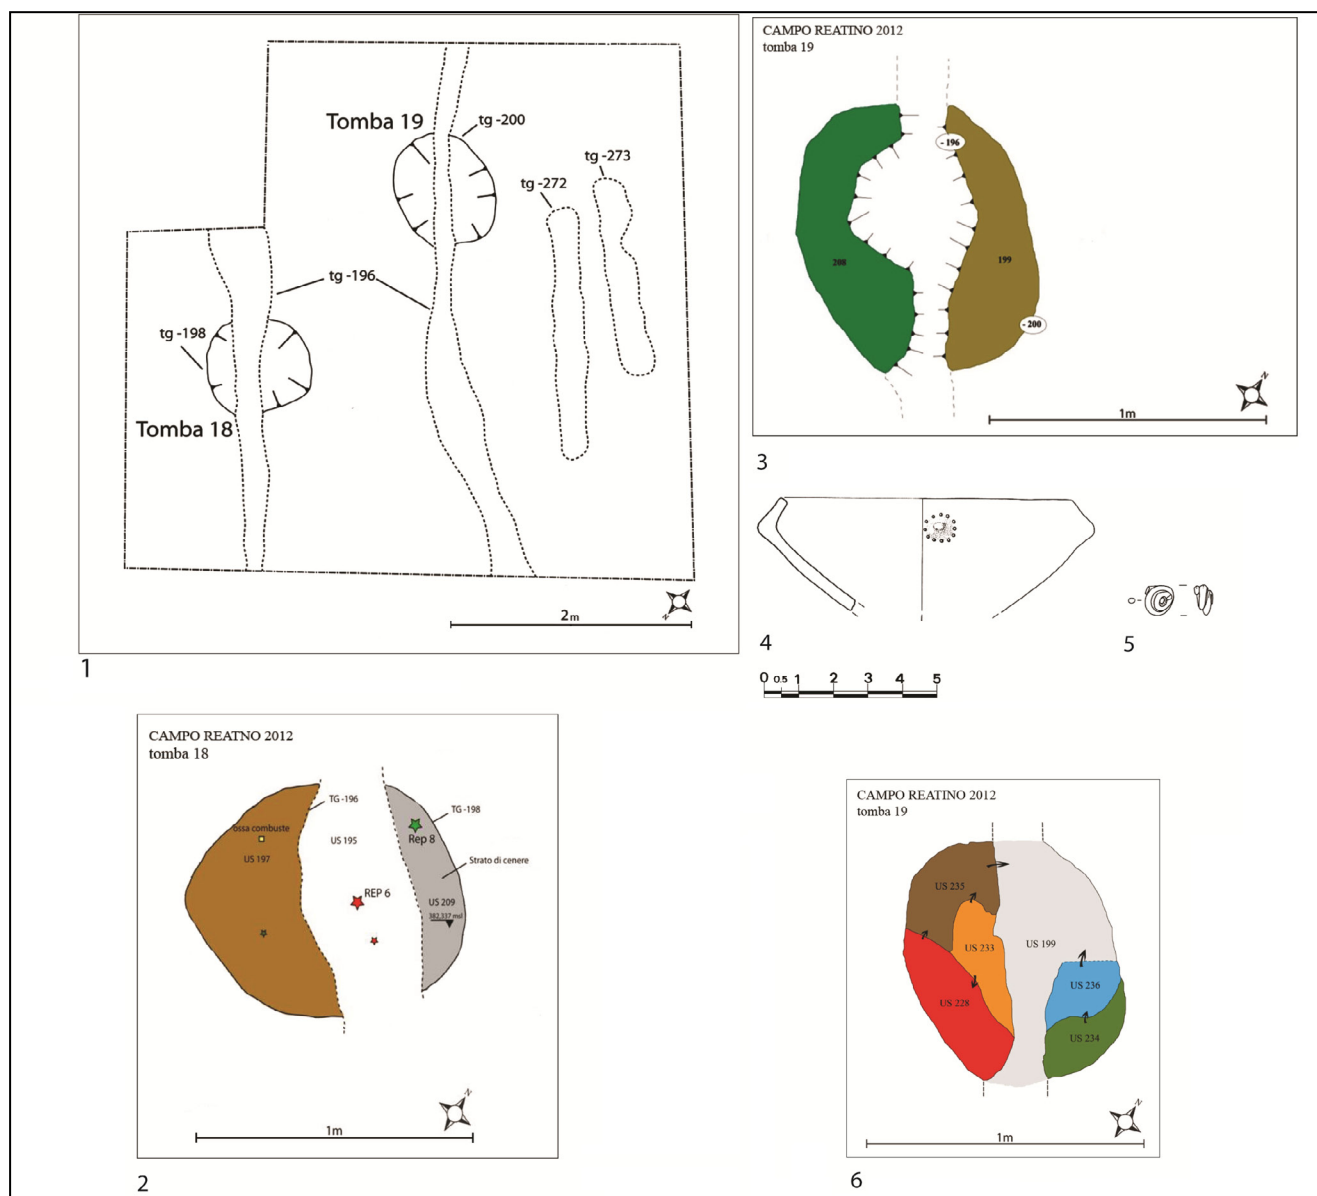 Tomba 19
tg -200
tg -273
tg -272
tg -196
tg -198
Tomba 18
N
2m
1
CAMPO REATINO 2012
tomba 19
- 196
208
199
- 200
N
1m
3
4
5
0 0.5 1 2 3 4 5
CAMPO REATNO 2012
tomba 18
TG -196
TG -198
ossa combuste
US 195
Rep 8
US 197
Strato di cenere
REP 6
US 209
382,337 msl
N
1m
2
CAMPO REATINO 2012
tomba 19
US 235
US 233
US 199
US 236
US 228
US 234
N
1m
6